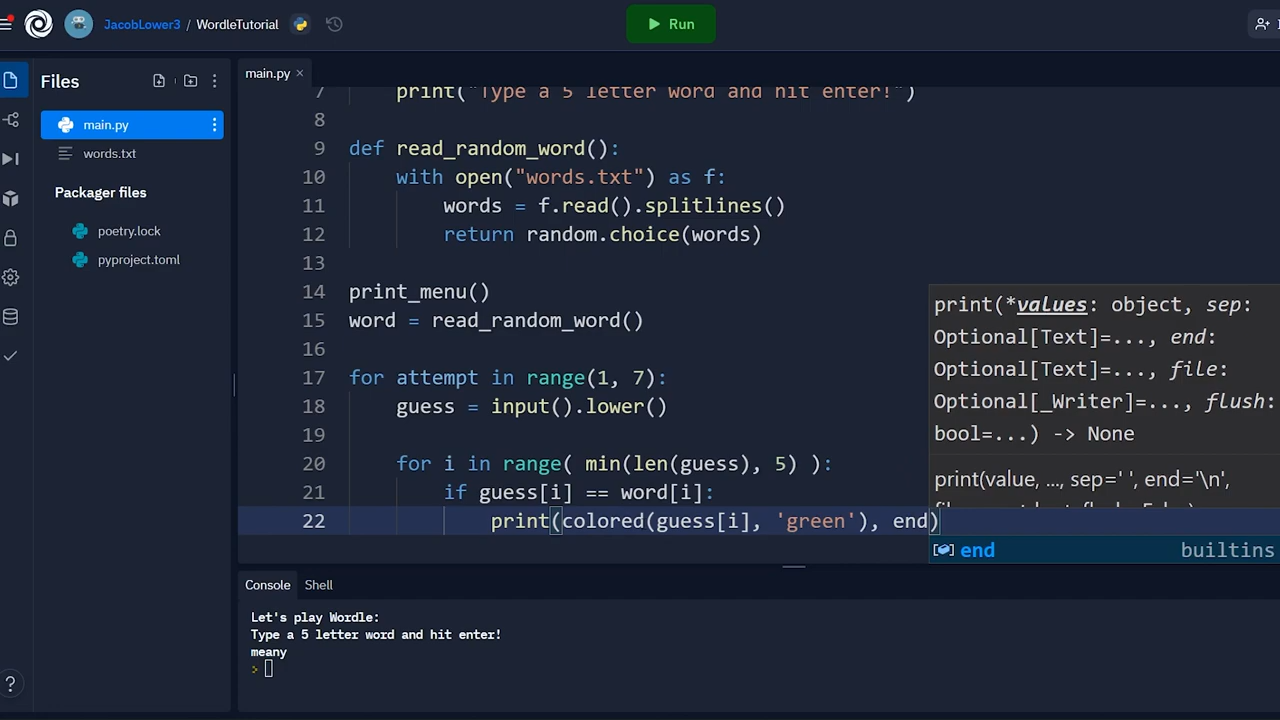 JacobLower3 / WordleTutorial
Run
Files
main.py
words.txt
Packager files
poetry.lock
pyproject.toml
main.py ×
7 print("Type a 5 letter word and hit enter!")
8
9 def read_random_word():
10 with open("words.txt") as f:
11 words = f.read().splitlines()
12 return random.choice(words)
13
14 print_menu()
15 word = read_random_word()
16
17 for attempt in range(1, 7):
18 guess = input().lower()
19
20 for i in range( min(len(guess), 5) ):
21 if guess[i] == word[i]:
22 print(colored(guess[i], 'green'), end)
print(*values: object, sep:
Optional[Text]=..., end:
Optional[Text]=..., file:
Optional[_Writer]=..., flush:
bool=...) -> None
print(value, ..., sep=' ', end='\n',
end builtins
Console Shell
Let's play Wordle:
Type a 5 letter word and hit enter!
meany
>
?